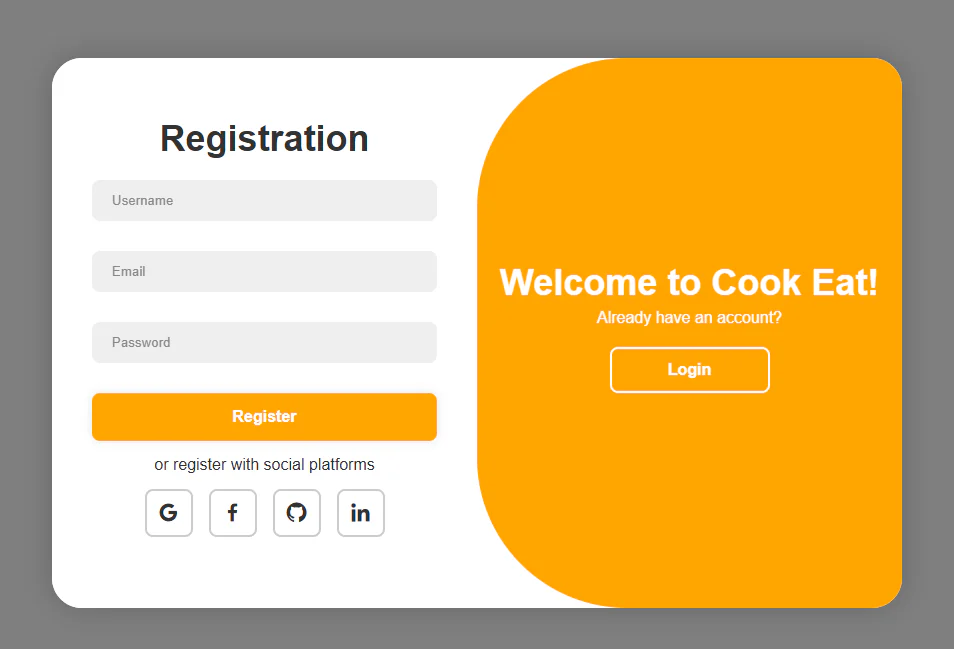 Registration
Username
Email
Password
Register
or register with social platforms
Welcome to Cook Eat!
Already have an account?
Login